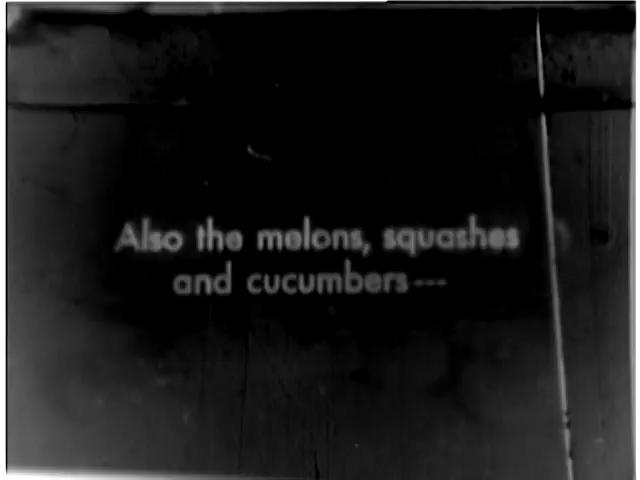 Also the melons, squashes
and cucumbers---